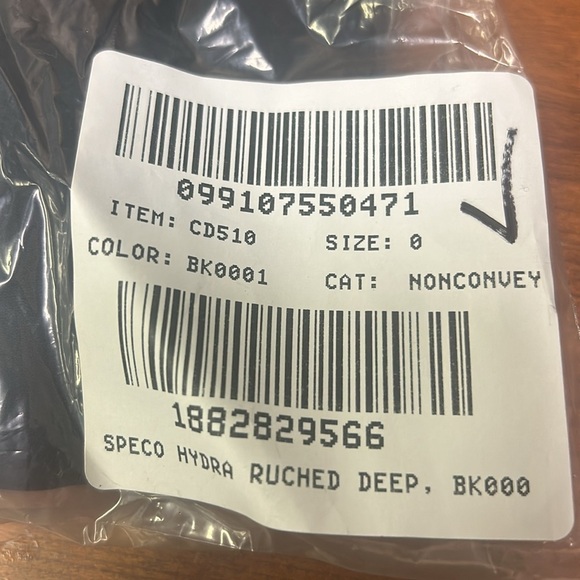 099107550471
ITEM: CD510 SIZE: 0
COLOR: BK0001 CAT: NONCONVEY
1882829566
SPECO HYDRA RUCHED DEEP, BK000